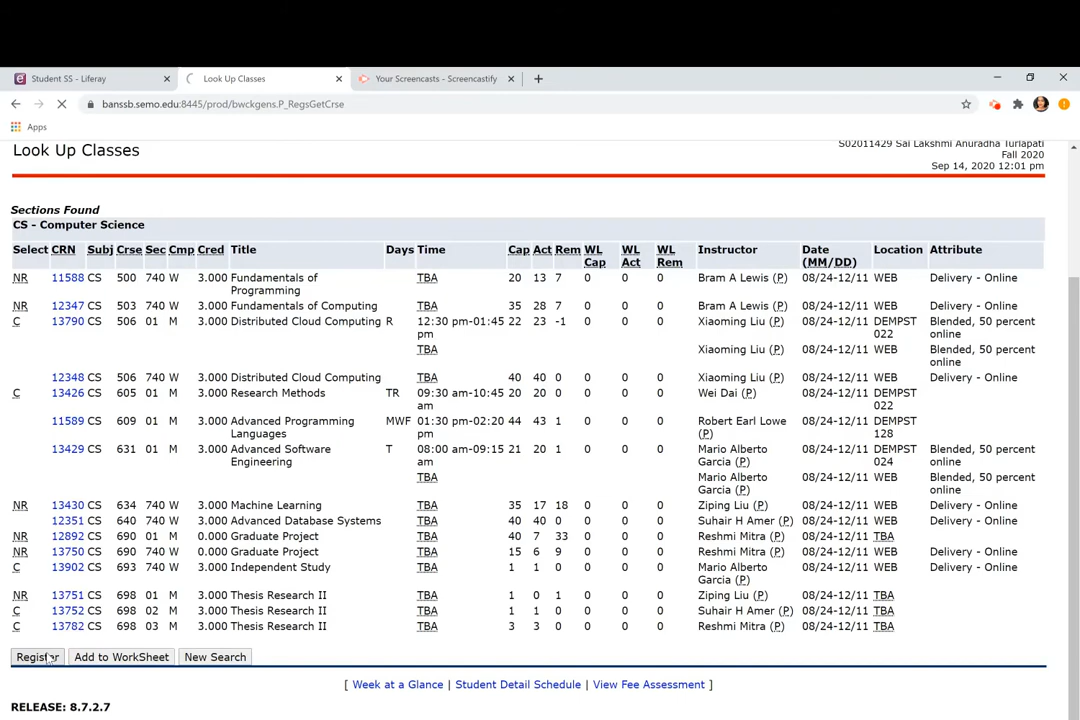 Student SS - Liferay
Look Up Classes
Your Screencasts - Screencastify
banssb.semo.edu:8445/prod/bwckgens.P_RegsGetCrse
Apps
Look Up Classes
S02011429 Sai Lakshmi Anuradha Turlapati
Fall 2020
Sep 14, 2020 12:01 pm
Sections Found
CS - Computer Science
Select CRN Subj Crse Sec Cmp Cred Title Days Time Cap Act Rem WL Cap WL Act WL Rem Instructor Date (MM/DD) Location Attribute
NR 11588 CS 500 740 W 3.000 Fundamentals of TBA 20 13 7 0 0 0 Bram A Lewis (P) 08/24-12/11 WEB Delivery - Online
Programming
NR 12347 CS 503 740 W 3.000 Fundamentals of Computing TBA 35 28 7 0 0 0 Bram A Lewis (P) 08/24-12/11 WEB Delivery - Online
C 13790 CS 506 01 M 3.000 Distributed Cloud Computing R 12:30 pm-01:45 22 23 -1 0 0 0 Xiaoming Liu (P) 08/24-12/11 DEMPST Blended, 50 percent
pm 022 online
TBA Xiaoming Liu (P) 08/24-12/11 WEB Blended, 50 percent
online
12348 CS 506 740 W 3.000 Distributed Cloud Computing TBA 40 40 0 0 0 0 Xiaoming Liu (P) 08/24-12/11 WEB Delivery - Online
C 13426 CS 605 01 M 3.000 Research Methods TR 09:30 am-10:45 20 20 0 0 0 0 Wei Dai (P) 08/24-12/11 DEMPST
am 022
11589 CS 609 01 M 3.000 Advanced Programming MWF 01:30 pm-02:20 44 43 1 0 0 0 Robert Earl Lowe 08/24-12/11 DEMPST
Languages pm (P) 128
13429 CS 631 01 M 3.000 Advanced Software T 08:00 am-09:15 21 20 1 0 0 0 Mario Alberto 08/24-12/11 DEMPST Blended, 50 percent
Engineering am Garcia (P) 024 online
TBA Mario Alberto 08/24-12/11 WEB Blended, 50 percent
Garcia (P) online
NR 13430 CS 634 740 W 3.000 Machine Learning TBA 35 17 18 0 0 0 Ziping Liu (P) 08/24-12/11 WEB Delivery - Online
12351 CS 640 740 W 3.000 Advanced Database Systems TBA 40 40 0 0 0 0 Suhair H Amer (P) 08/24-12/11 WEB Delivery - Online
NR 12892 CS 690 01 M 0.000 Graduate Project TBA 40 7 33 0 0 0 Reshmi Mitra (P) 08/24-12/11 TBA
NR 13750 CS 690 740 W 0.000 Graduate Project TBA 15 6 9 0 0 0 Reshmi Mitra (P) 08/24-12/11 WEB Delivery - Online
C 13902 CS 693 740 W 3.000 Independent Study TBA 1 1 0 0 0 0 Mario Alberto 08/24-12/11 WEB Delivery - Online
Garcia (P)
NR 13751 CS 698 01 M 3.000 Thesis Research II TBA 1 0 1 0 0 0 Ziping Liu (P) 08/24-12/11 TBA
C 13752 CS 698 02 M 3.000 Thesis Research II TBA 1 1 0 0 0 0 Suhair H Amer (P) 08/24-12/11 TBA
C 13782 CS 698 03 M 3.000 Thesis Research II TBA 3 3 0 0 0 0 Reshmi Mitra (P) 08/24-12/11 TBA
Register Add to WorkSheet New Search
[ Week at a Glance | Student Detail Schedule | View Fee Assessment ]
RELEASE: 8.7.2.7